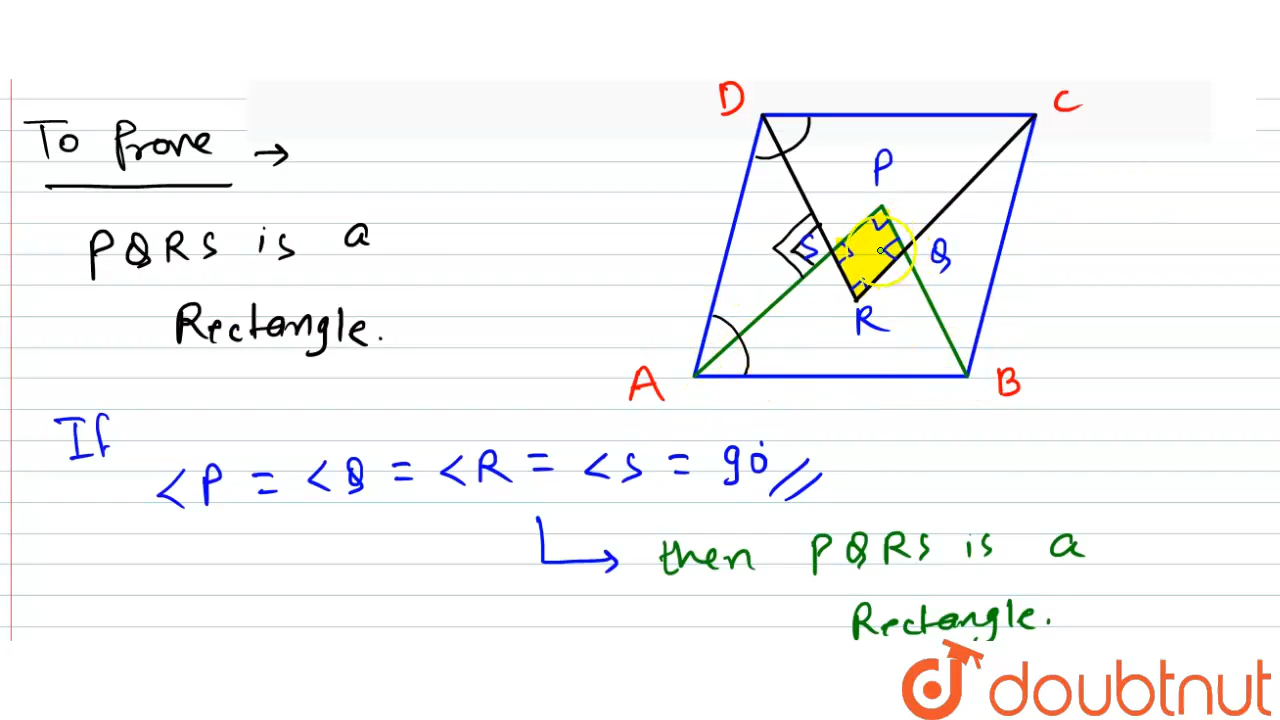 To Prove →
PQRS is a
Rectangle.
D
C
P
S
S
Q
R
A
B
If
<P = <Q = <R = <S = 90°
then PQRS is a
Rectangle.
doubtnut